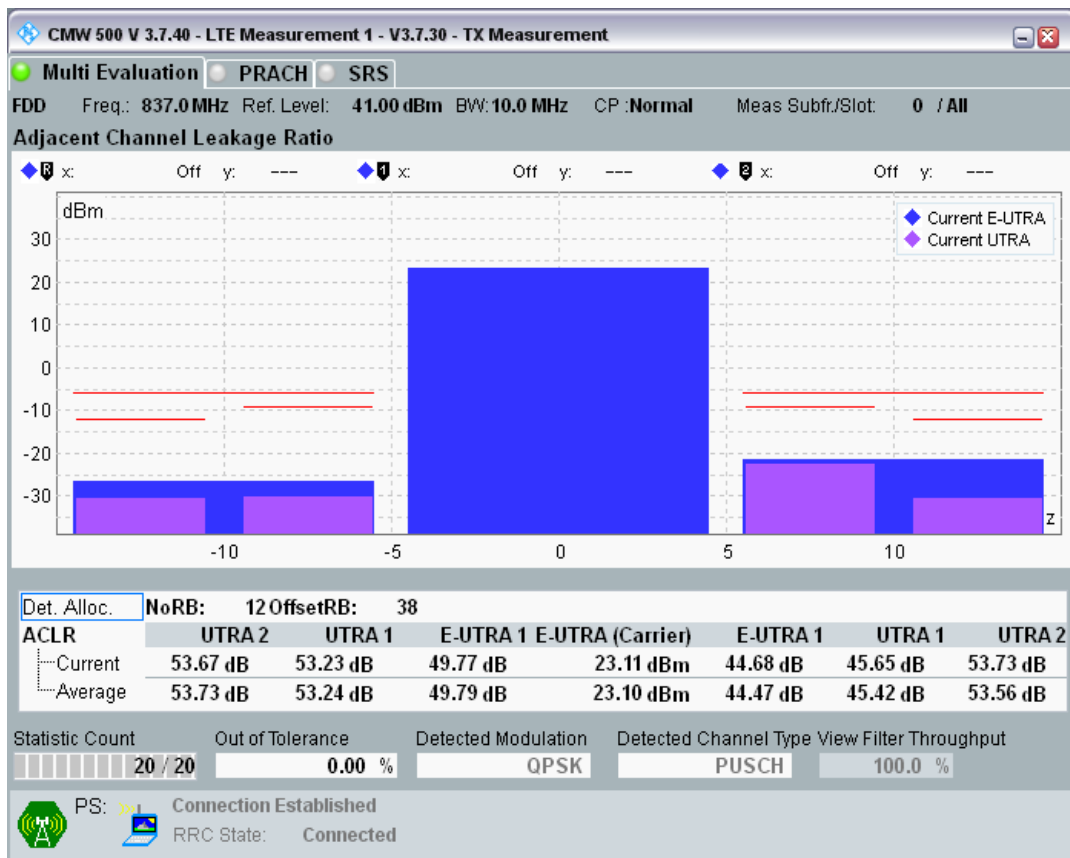 CMW 500 V 3.7.40 - LTE Measurement 1 - V3.7.30 - TX Measurement
Multi Evaluation PRACH SRS
FDD Freq.: 837.0 MHz Ref. Level: 41.00 dBm BW: 10.0 MHz CP :Normal Meas Subfr./Slot: 0 / All
Adjacent Channel Leakage Ratio
R x: Off y: --- 1 x: Off y: --- 2 x: Off y: ---
dBm
Current E-UTRA
Current UTRA
30
20
10
0
-10
-20
-30
z
-10 -5 0 5 10
Det. Alloc. NoRB: 12 OffsetRB: 38
ACLR UTRA 2 UTRA 1 E-UTRA 1 E-UTRA (Carrier) E-UTRA 1 UTRA 1 UTRA 2
Current 53.67 dB 53.23 dB 49.77 dB 23.11 dBm 44.68 dB 45.65 dB 53.73 dB
Average 53.73 dB 53.24 dB 49.79 dB 23.10 dBm 44.47 dB 45.42 dB 53.56 dB
Statistic Count Out of Tolerance Detected Modulation Detected Channel Type View Filter Throughput
20 / 20 0.00 % QPSK PUSCH 100.0 %
PS: Connection Established
RRC State: Connected